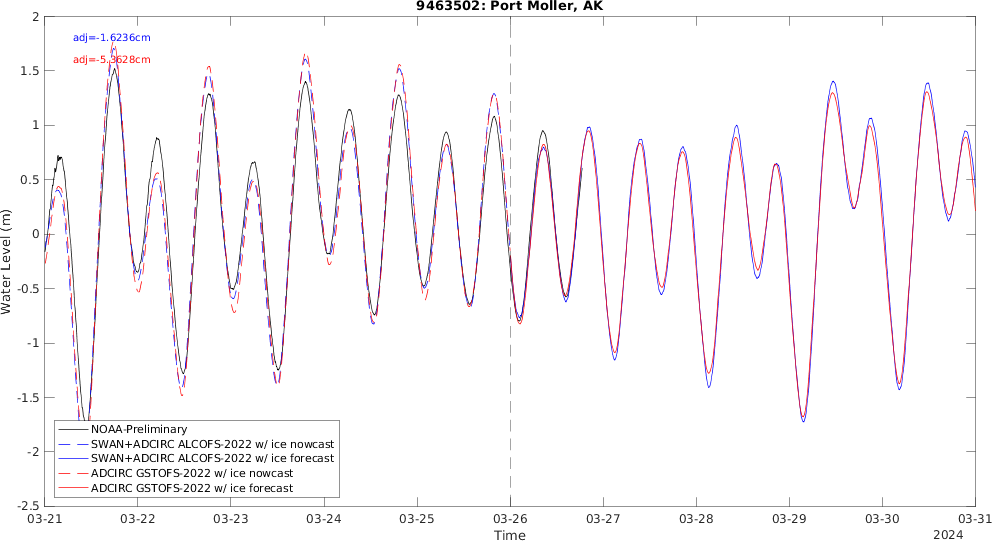 9463502: Port Moller, AK
adj=-1.6236cm
adj=-5.3628cm
Water Level (m)
2
1.5
1
0.5
0
-0.5
-1
-1.5
-2
-2.5
NOAA-Preliminary
SWAN+ADCIRC ALCOFS-2022 w/ ice nowcast
SWAN+ADCIRC ALCOFS-2022 w/ ice forecast
ADCIRC GSTOFS-2022 w/ ice nowcast
ADCIRC GSTOFS-2022 w/ ice forecast
03-21 03-22 03-23 03-24 03-25 03-26 03-27 03-28 03-29 03-30 03-31
Time
2024